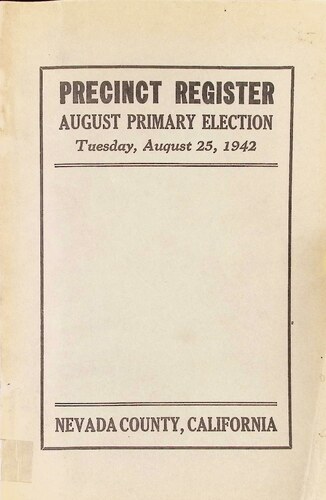 PRECINCT REGISTER
AUGUST PRIMARY ELECTION
Tuesday, August 25, 1942
NEVADA COUNTY, CALIFORNIA